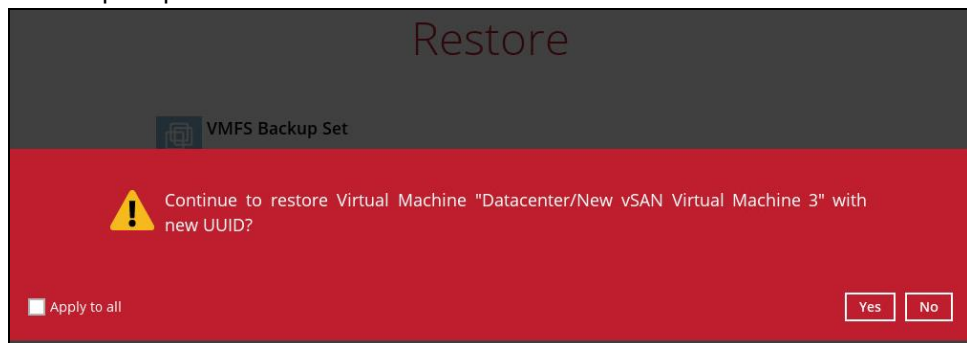 Restore
VMFS Backup Set
Continue to restore Virtual Machine "Datacenter/New vSAN Virtual Machine 3" with
new UUID?
Apply to all
Yes No